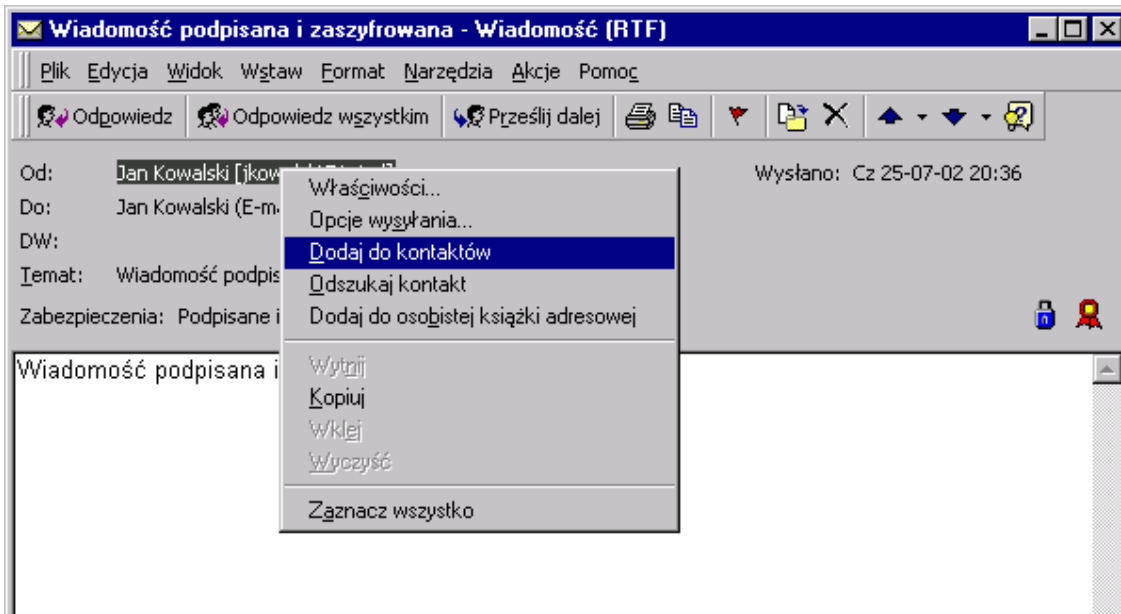 Wiadomość podpisana i zaszyfrowana - Wiadomość (RTF)
Plik Edycja Widok Wstaw Format Narzędzia Akcje Pomoc
Odpowiedz Odpowiedz wszystkim Prześlij dalej
Od: Jan Kowalski Wysłano: Cz 25-07-02 20:36
Do: Jan Kowalski
DW:
Temat: Wiadomość
Zabezpieczenia: Podpisane i
Wiadomość podpisana i
Właściwości...
Opcje wysyłania...
Dodaj do kontaktów
Odszukaj kontakt
Dodaj do osobistej książki adresowej
Wytnij
Kopiuj
Wklej
Wyczyść
Zaznacz wszystko